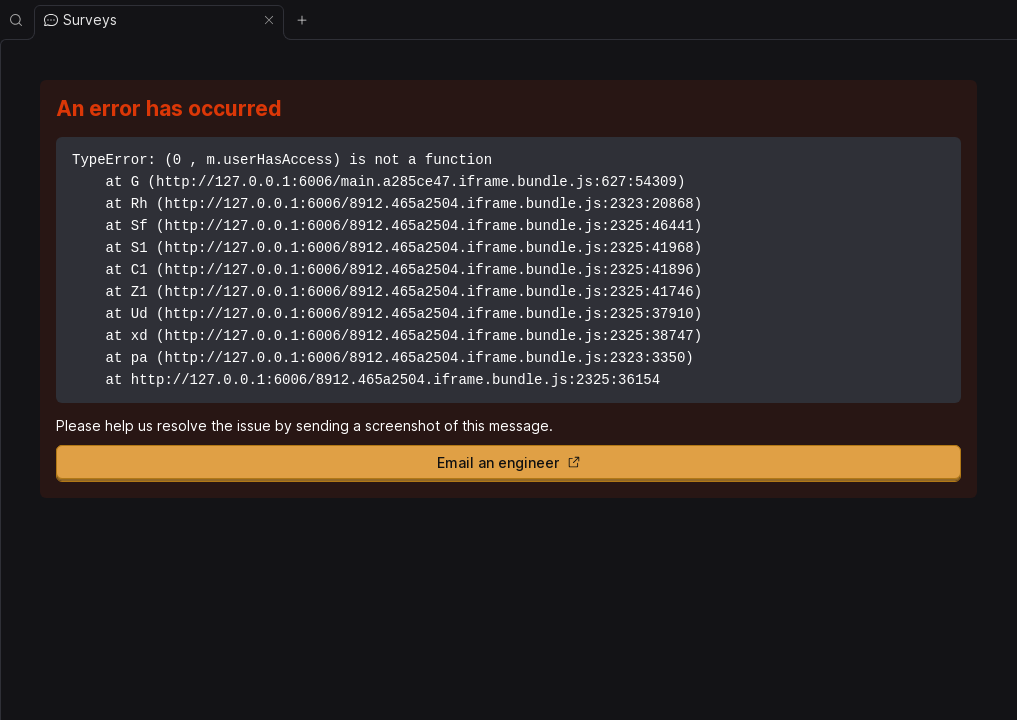 Surveys
An error has occurred
TypeError: (0 , m.userHasAccess) is not a function
    at G (http://127.0.0.1:6006/main.a285ce47.iframe.bundle.js:627:54309)
    at Rh (http://127.0.0.1:6006/8912.465a2504.iframe.bundle.js:2323:20868)
    at Sf (http://127.0.0.1:6006/8912.465a2504.iframe.bundle.js:2325:46441)
    at S1 (http://127.0.0.1:6006/8912.465a2504.iframe.bundle.js:2325:41968)
    at C1 (http://127.0.0.1:6006/8912.465a2504.iframe.bundle.js:2325:41896)
    at Z1 (http://127.0.0.1:6006/8912.465a2504.iframe.bundle.js:2325:41746)
    at Ud (http://127.0.0.1:6006/8912.465a2504.iframe.bundle.js:2325:37910)
    at xd (http://127.0.0.1:6006/8912.465a2504.iframe.bundle.js:2325:38747)
    at pa (http://127.0.0.1:6006/8912.465a2504.iframe.bundle.js:2323:3350)
    at http://127.0.0.1:6006/8912.465a2504.iframe.bundle.js:2325:36154
Please help us resolve the issue by sending a screenshot of this message.
Email an engineer